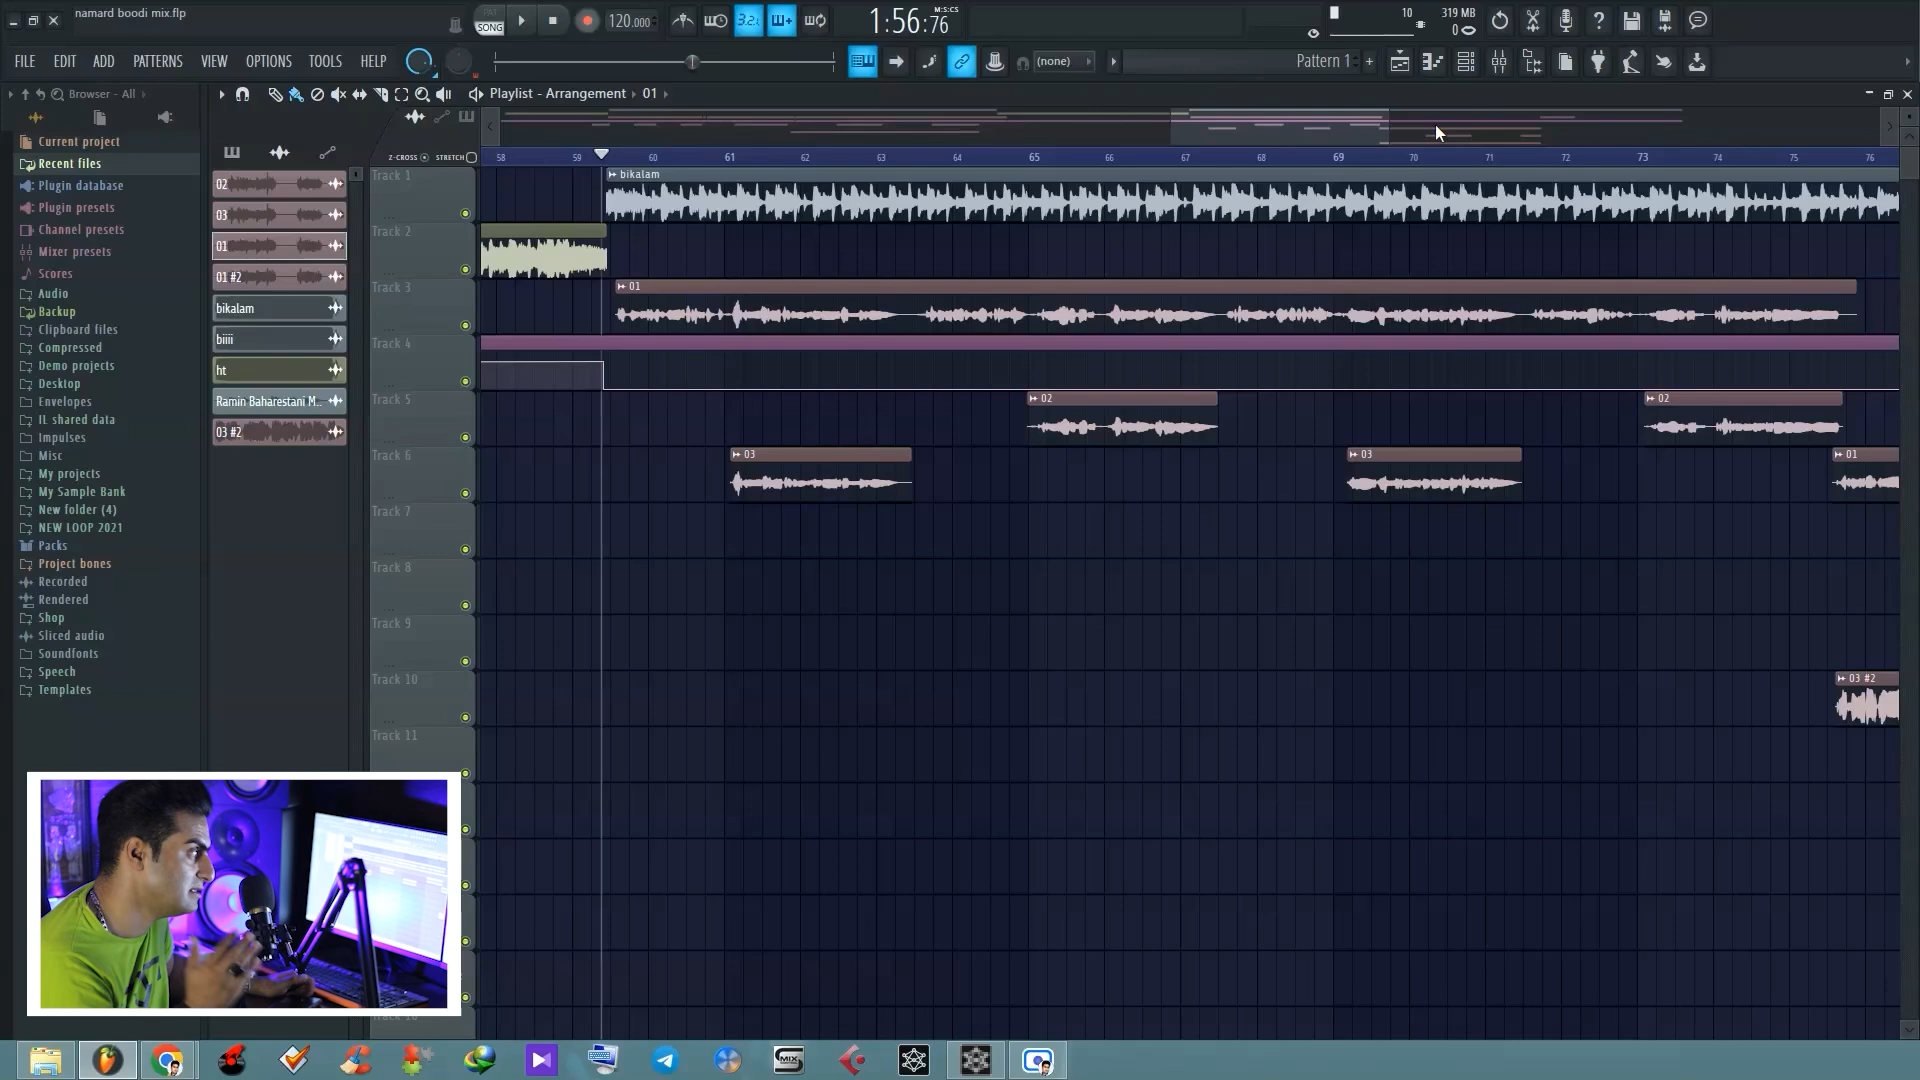 namard boodi mix.flp
PAT
SONG
120.000
3.2.
1:56:76
M:S:CS
10
319 MB
0
FILE EDIT ADD PATTERNS VIEW OPTIONS TOOLS HELP
(none)
Pattern 1
Browser - All
Playlist - Arrangement 01
Z-CROSS STRETCH
58 59 60 61 62 63 64 65 66 67 68 69 70 71 72 73 74 75 76
Current project
Recent files
Plugin database
Plugin presets
Channel presets
Mixer presets
Scores
Audio
Backup
Clipboard files
Compressed
Demo projects
Desktop
Envelopes
IL shared data
Impulses
Misc
My projects
My Sample Bank
New folder (4)
NEW LOOP 2021
Packs
Project bones
Recorded
Rendered
Shop
Sliced audio
Soundfonts
Speech
Templates
02
03
01
01 #2
bikalam
biiii
ht
Ramin Baharestani M..
03 #2
Track 1
bikalam
Track 2
Track 3
01
Track 4
Track 5
02
02
Track 6
03
03
01
Track 7
Track 8
Track 9
Track 10
03 #2
Track 11
MIX